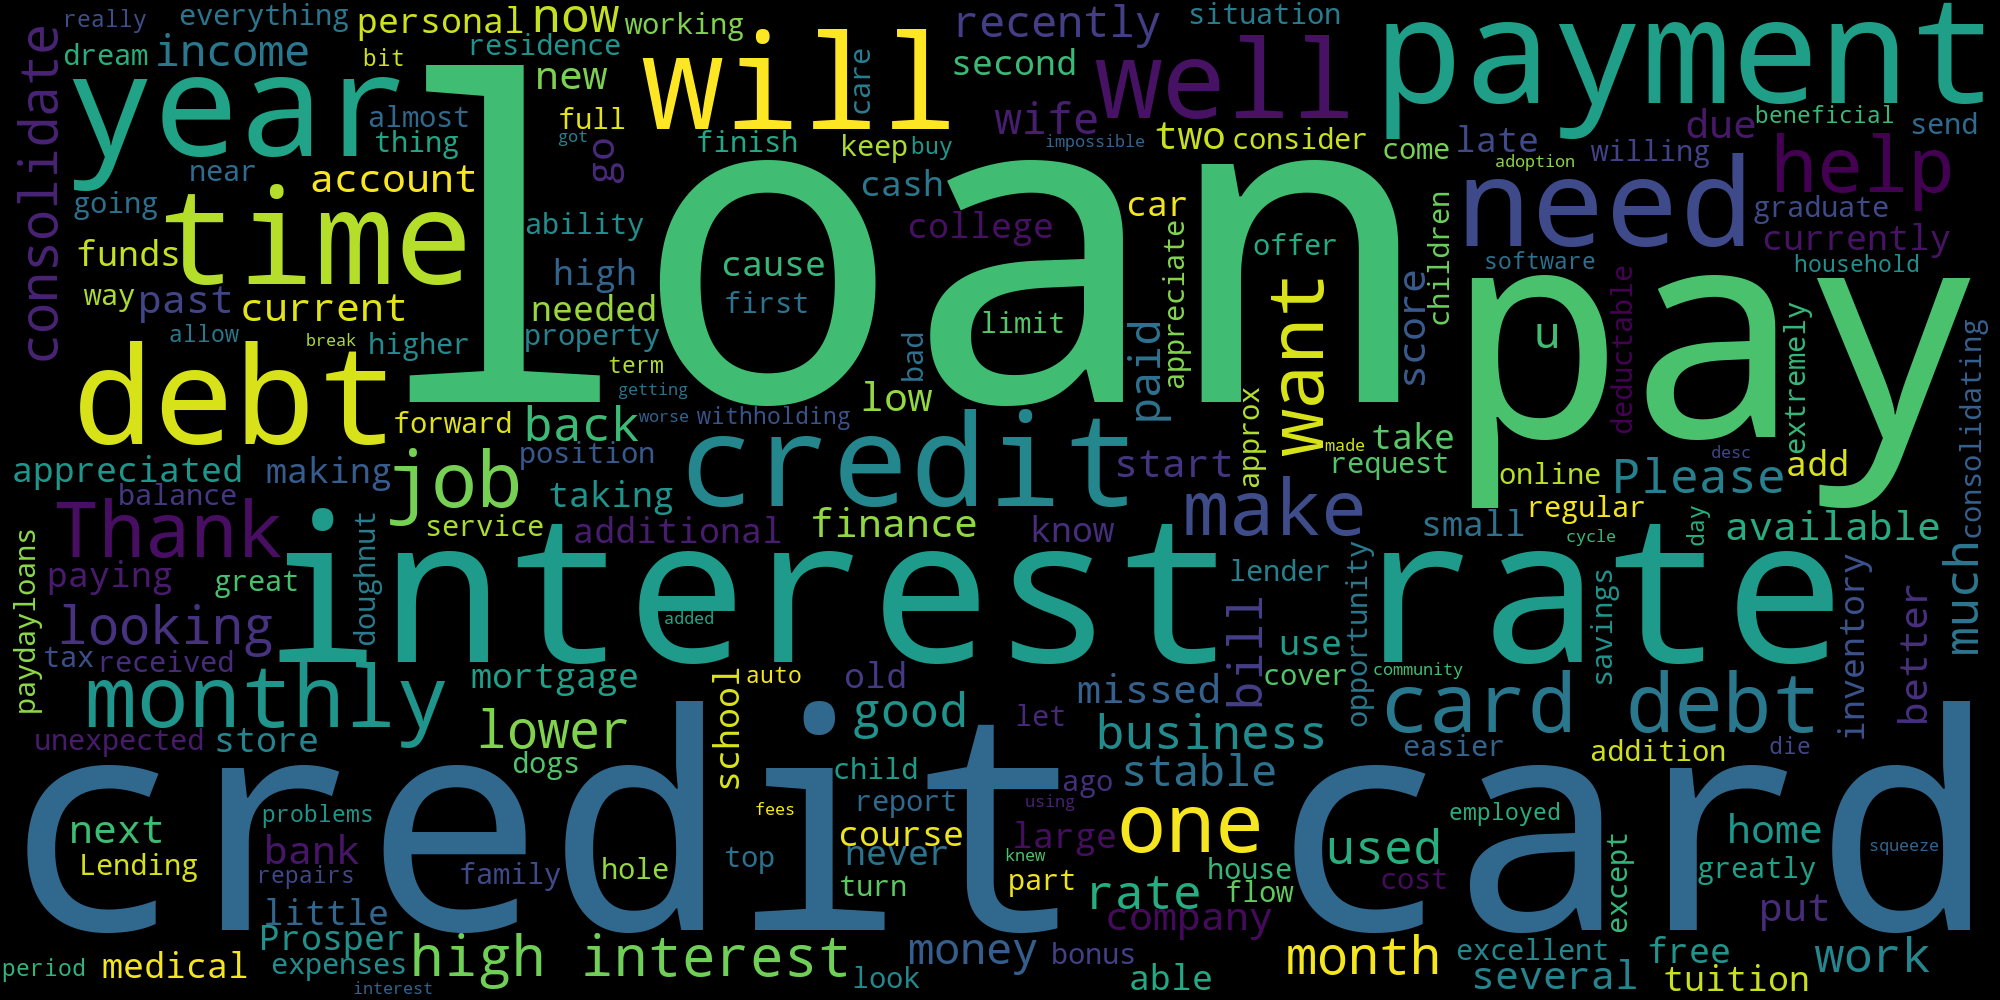 really
everything
personal
now
working
recently
situation
payment
dream
income
bit
residence
will
care
second
well
consolidate
year
new
loan
almost
full
wife
two
consider
due
beneficial
send
thing
got
finish
keep
buy
impossible
come
late
adoption
willing
help
near
account
go
cash
car
need
graduate
going
time
ability
college
appreciate
offer
children
currently
funds
high
cause
software
household
way
past
current
needed
first
limit
want
score
deductable
pay
allow
break
higher
property
bad
paid
u
extremely
consolidating
debt
term
getting
low
approx
forward
back
worse
withholding
credit
made
take
desc
appreciated
making
job
position
start
request
online
Please
add
balance
taking
make
regular
Thank
service
additional
finance
know
small
cycle
day
available
paydayloans
paying
great
doughnut
interest rate
lender
opportunity
savings
inventory
better
much
looking
added
bill
use
tax
received
monthly
mortgage
school
auto
old
missed
cover
community
card debt
unexpected
store
lower
good
let
business
easier
addition
die
dogs
child
stable
credit card
problems
report
ago
using
employed
next
fees
course
large
one
used
home
Lending
bank
repairs
family
hole
top
never
knew
house
except
greatly
squeeze
little
turn
part
rate
flow
cost
put
Prosper
company
period
medical
expenses
high interest
money
bonus
month
excellent
free
work
interest
look
able
several
tuition